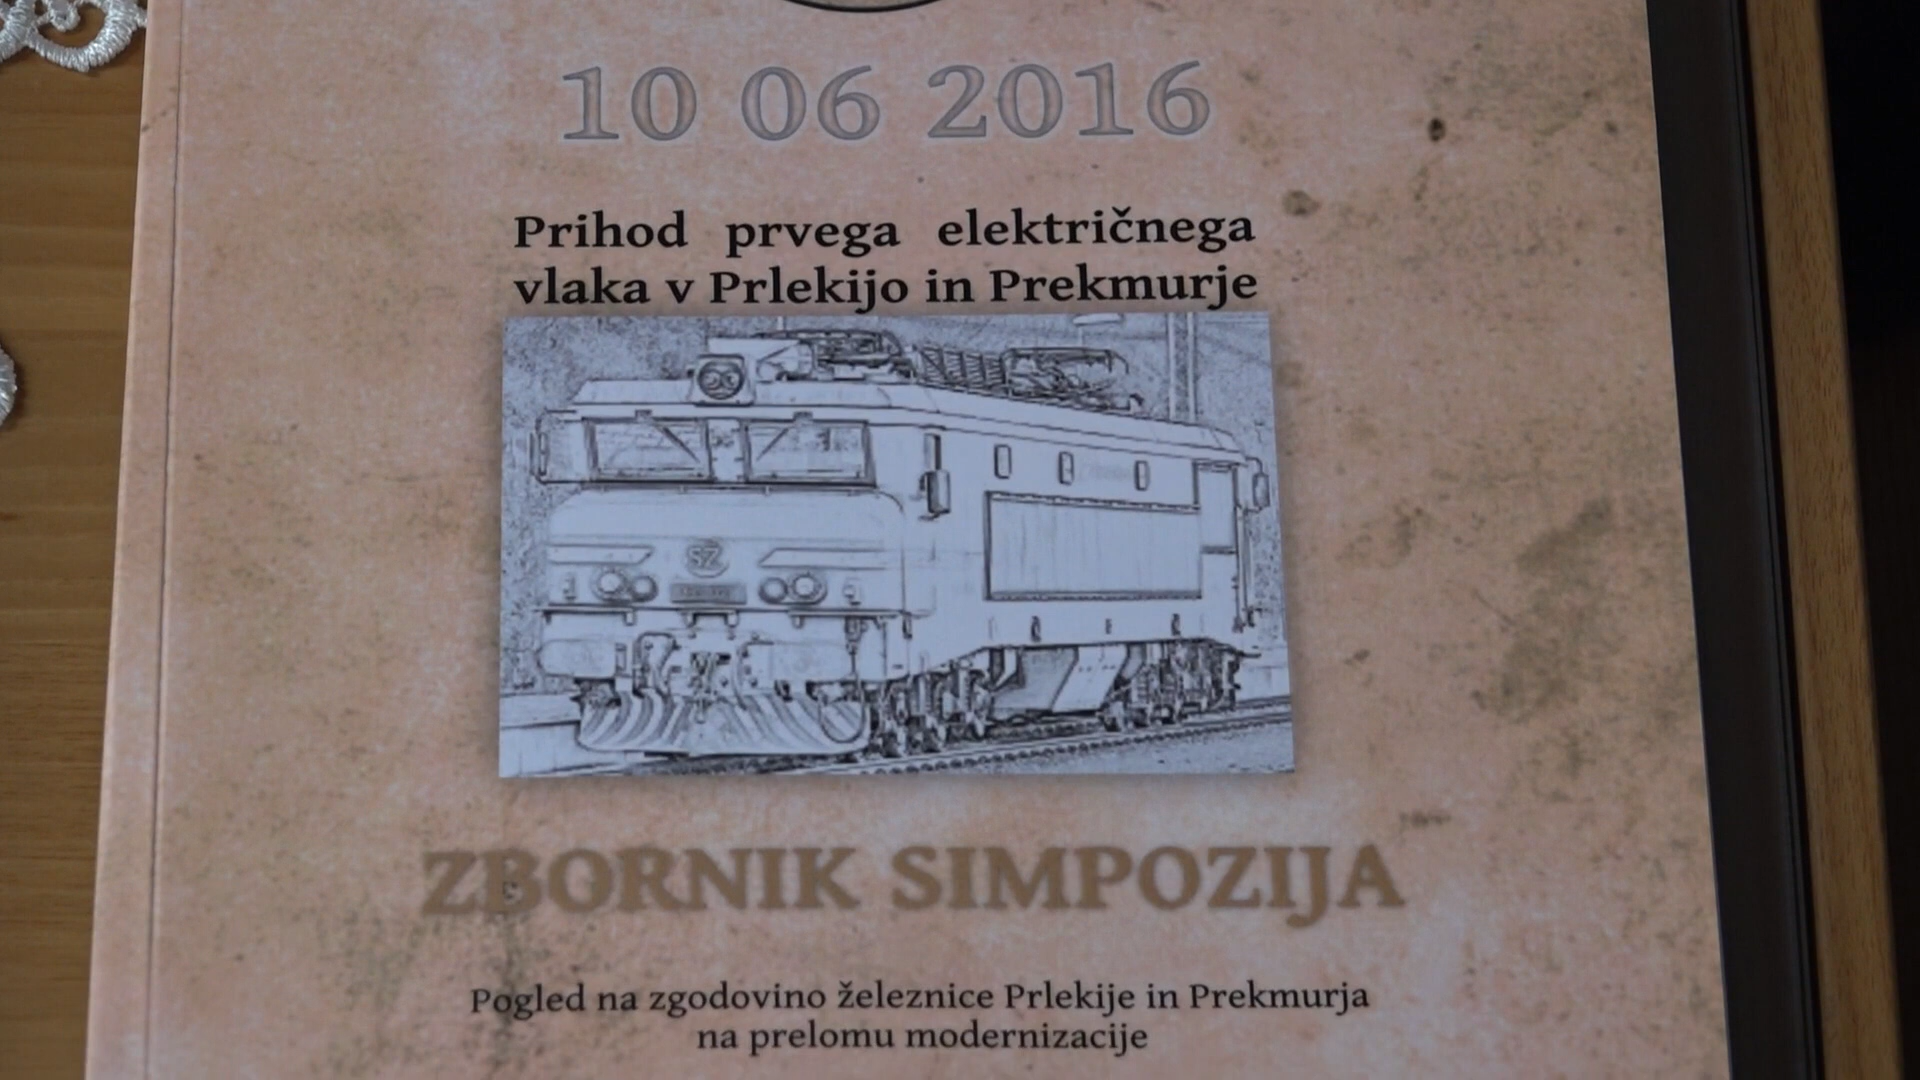 10 06 2016
Prihod prvega električnega
vlaka v Prlekijo in Prekmurje
SŽ
ZBORNIK SIMPOZIJA
Pogled na zgodovino železnice Prlekije in Prekmurja
na prelomu modernizacije